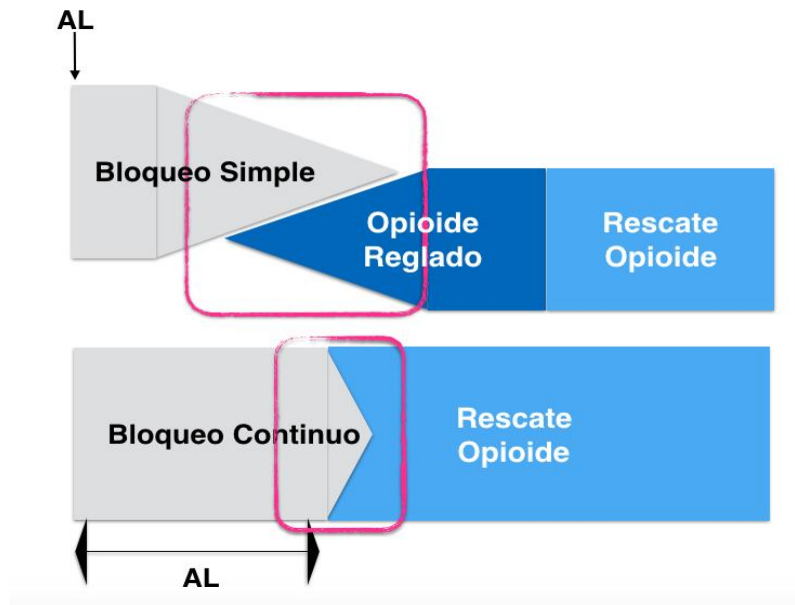 AL
Bloqueo Simple
Opioide
Reglado
Rescate
Opioide
Bloqueo Continuo
Rescate
Opioide
AL